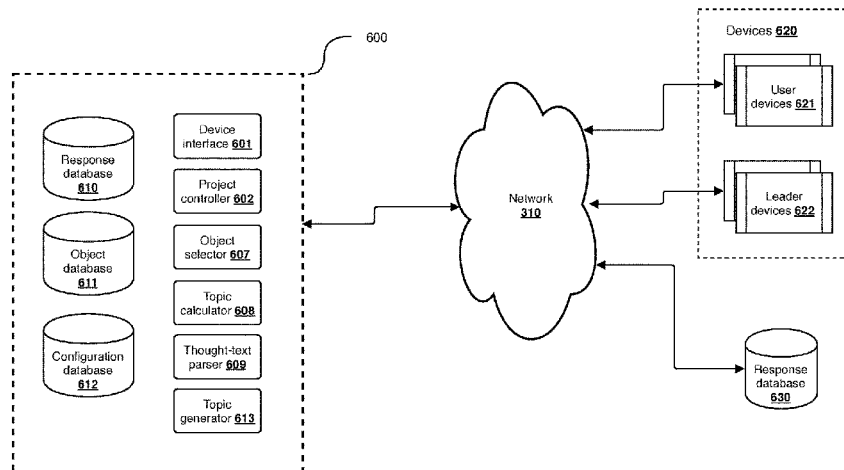 600
Response
database
610
Object
database
611
Configuration
database
612
Device
interface 601
Project
controller 602
Object
selector 607
Topic
calculator 608
Thought-text
parser 609
Topic
generator 613
Network
310
Devices 620
User
devices 621
Leader
devices 622
Response
database
630